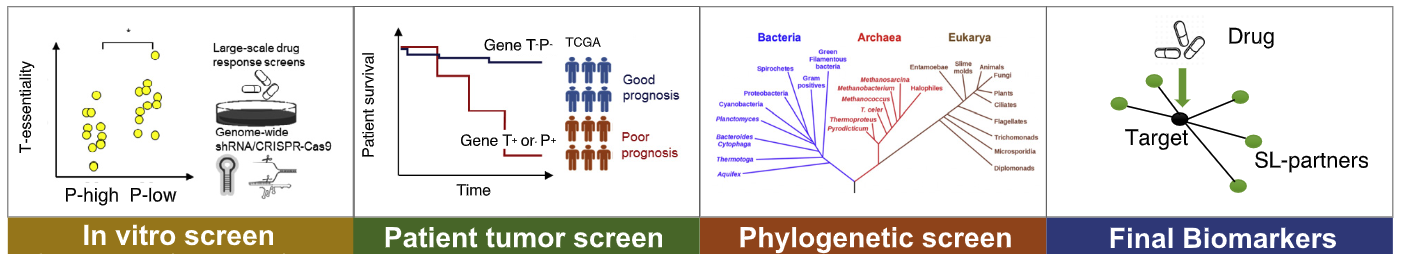 T-essentiality
*
P-high
P-low
Large-scale drug
response screens
Genome-wide
shRNA/CRISPR-Cas9
In vitro screen
Patient survival
Time
Gene T-P-
Gene T+ or· P+
TCGA
Good
prognosis
Poor
prognosis
Patient tumor screen
Bacteria
Archaea
Eukarya
Green
Filamentous
bacteria
Spirochetes
Gram
positives
Proteobacteria
Cyanobacteria
Planctomyces
Bacteroides
Cytophaga
Thermotoga
Aquifex
Methanosarcina
Methanobacterium
Methanococcus
T. celer
Thermoproteus
Pyrodicticum
Halophiles
Entamoebae
Slime
molds
Animals
Fungi
Plants
Ciliates
Flagellates
Trichomonads
Microsporidia
Diplomonads
Phylogenetic screen
Drug
Target
SL-partners
Final Biomarkers